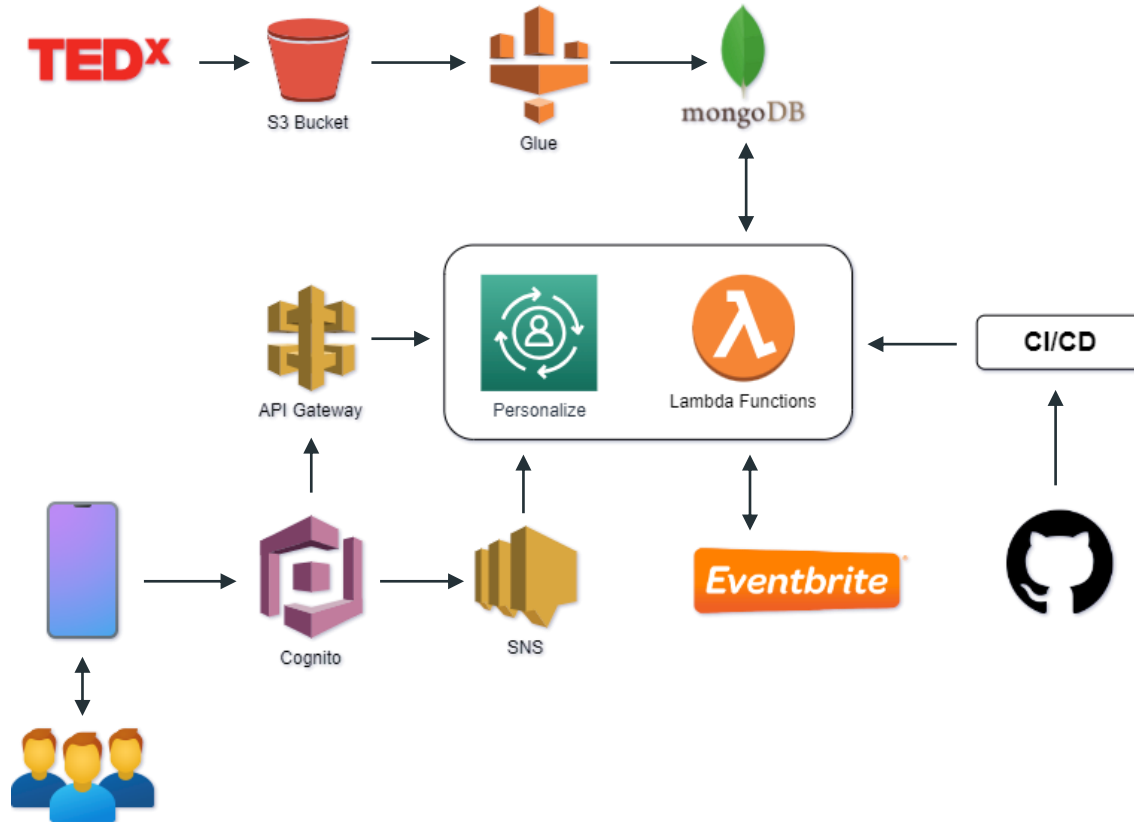 TEDx
S3 Bucket
Glue
mongoDB
API Gateway
Personalize
Lambda Functions
CI/CD
Cognito
SNS
Eventbrite